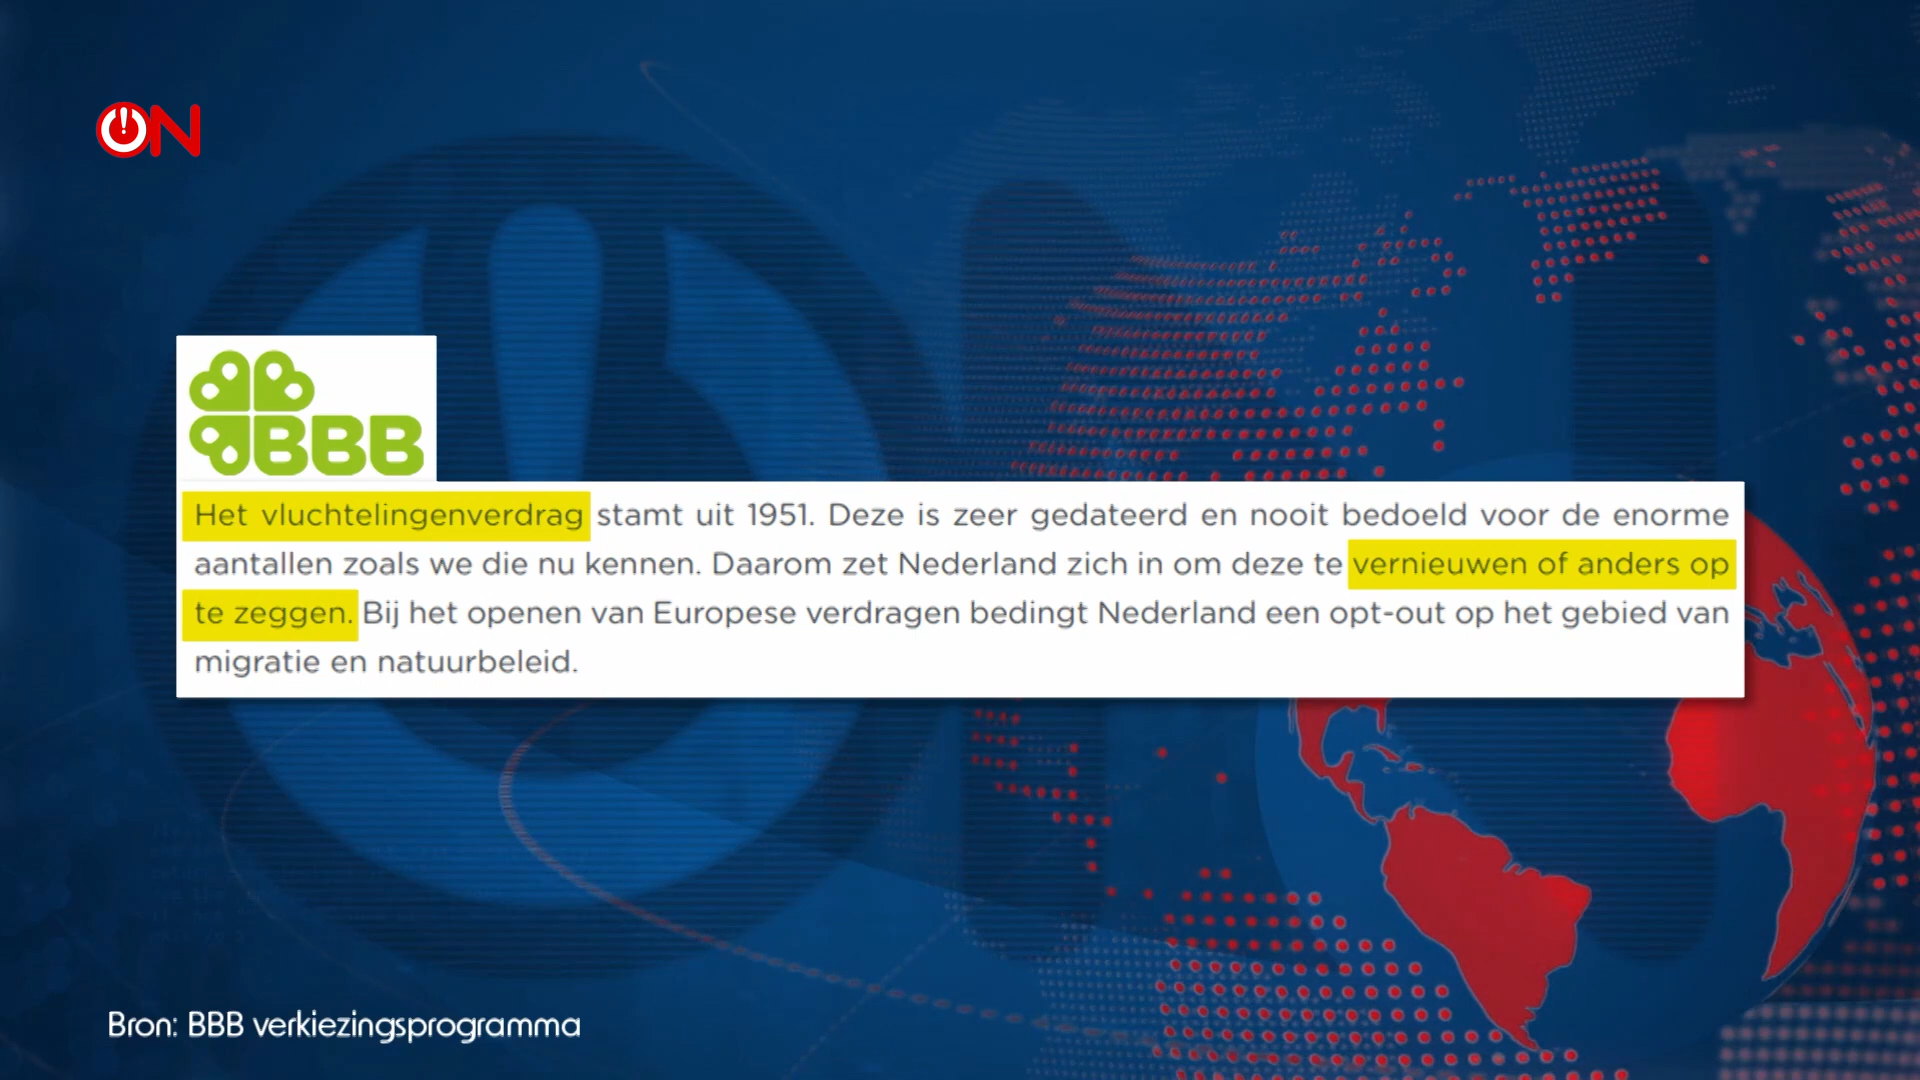 ON
BBB
Het vluchtelingenverdrag stamt uit 1951. Deze is zeer gedateerd en nooit bedoeld voor de enorme
aantallen zoals we die nu kennen. Daarom zet Nederland zich in om deze te vernieuwen of anders op
te zeggen. Bij het openen van Europese verdragen bedingt Nederland een opt-out op het gebied van
migratie en natuurbeleid.
Bron: BBB verkiezingsprogramma